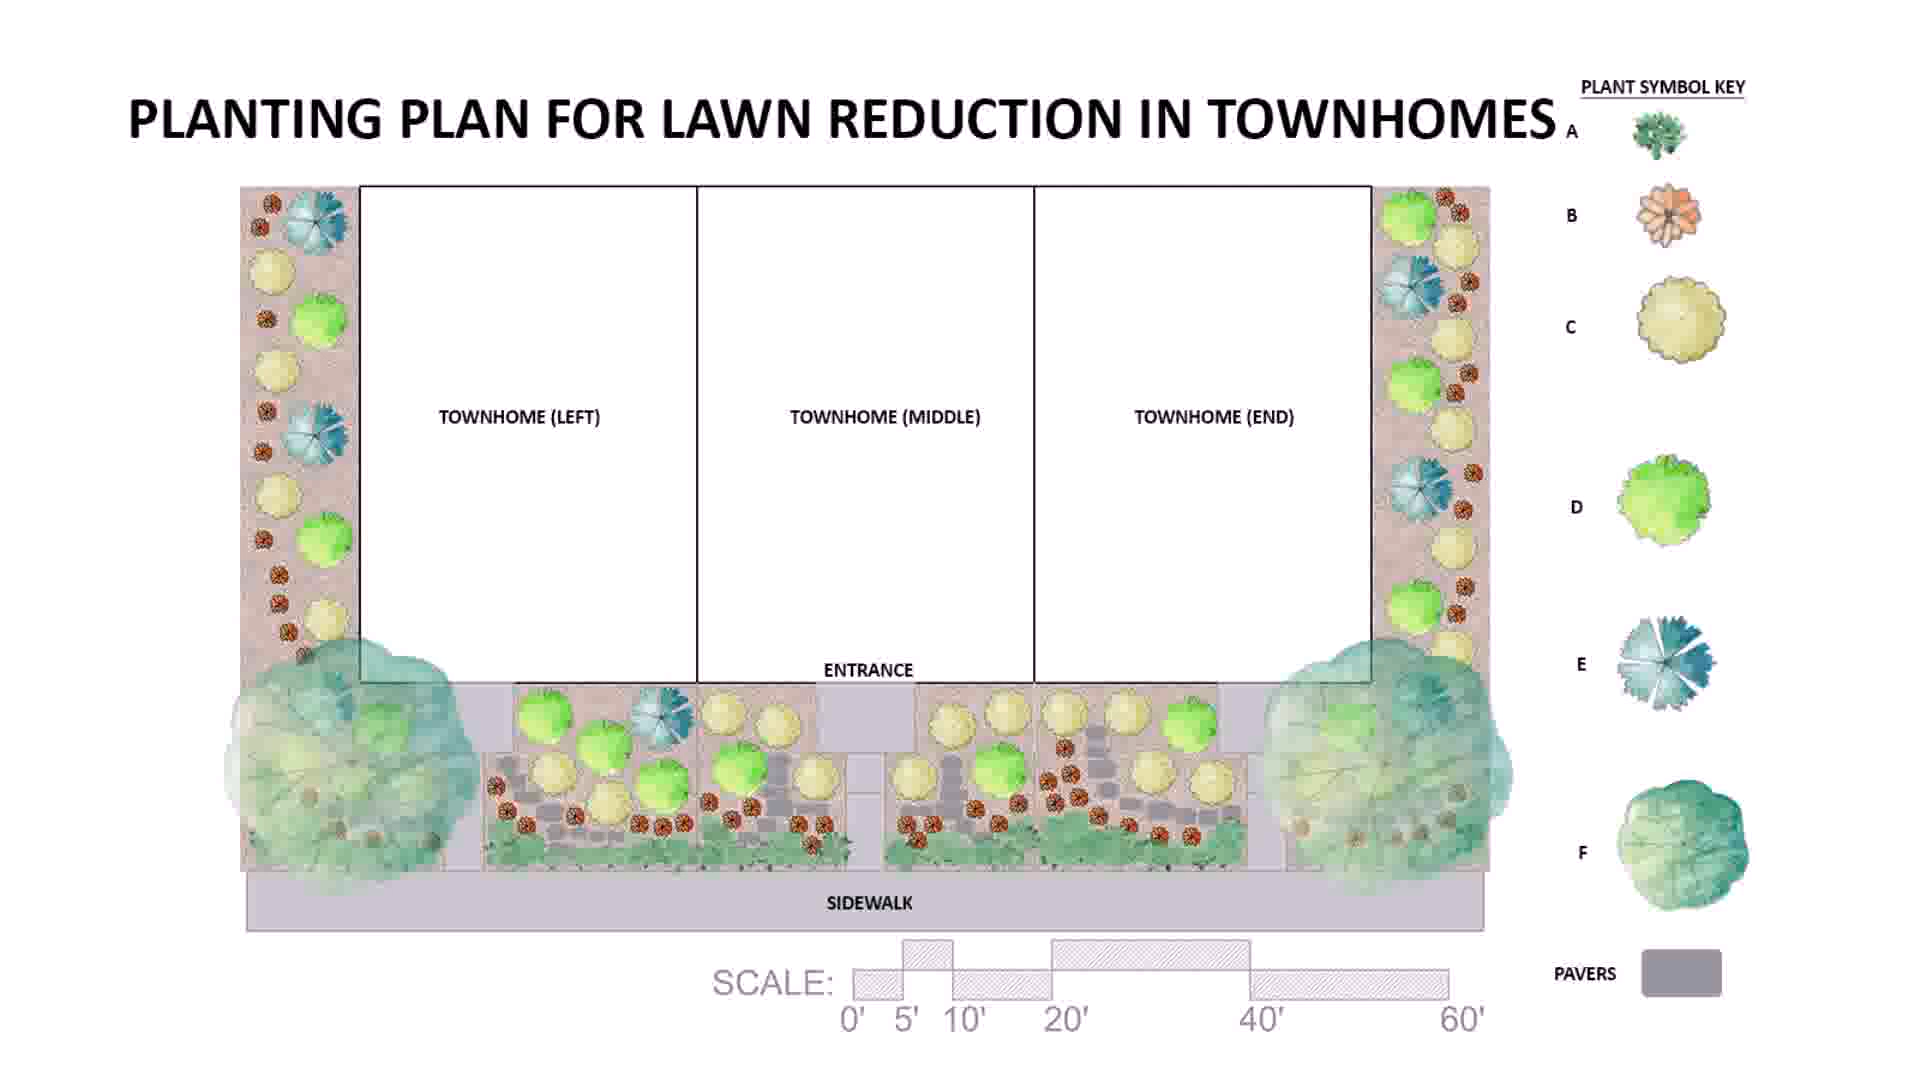 PLANTING PLAN FOR LAWN REDUCTION IN TOWNHOMES
PLANT SYMBOL KEY
A
B
C
D
E
F
PAVERS
TOWNHOME (LEFT)
TOWNHOME (MIDDLE)
TOWNHOME (END)
ENTRANCE
SIDEWALK
SCALE:
0' 5' 10' 20' 40' 60'